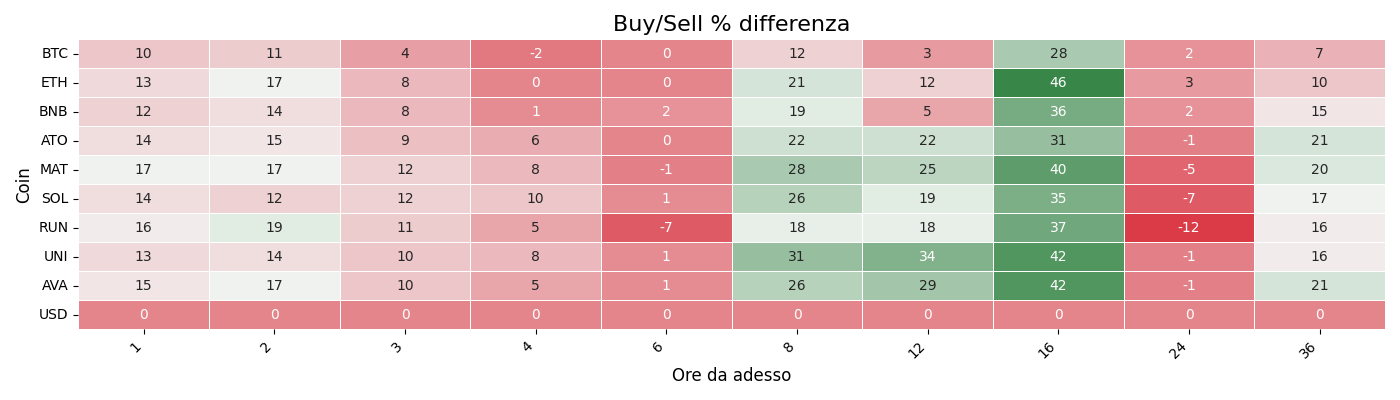 Buy/Sell % differenza
Coin
BTC 10 11 4 -2 0 12 3 28 2 7
ETH 13 17 8 0 0 21 12 46 3 10
BNB 12 14 8 1 2 19 5 36 2 15
ATO 14 15 9 6 0 22 22 31 -1 21
MAT 17 17 12 8 -1 28 25 40 -5 20
SOL 14 12 12 10 1 26 19 35 -7 17
RUN 16 19 11 5 -7 18 18 37 -12 16
UNI 13 14 10 8 1 31 34 42 -1 16
AVA 15 17 10 5 1 26 29 42 -1 21
USD 0 0 0 0 0 0 0 0 0 0
1 2 3 4 6 8 12 16 24 36
Ore da adesso